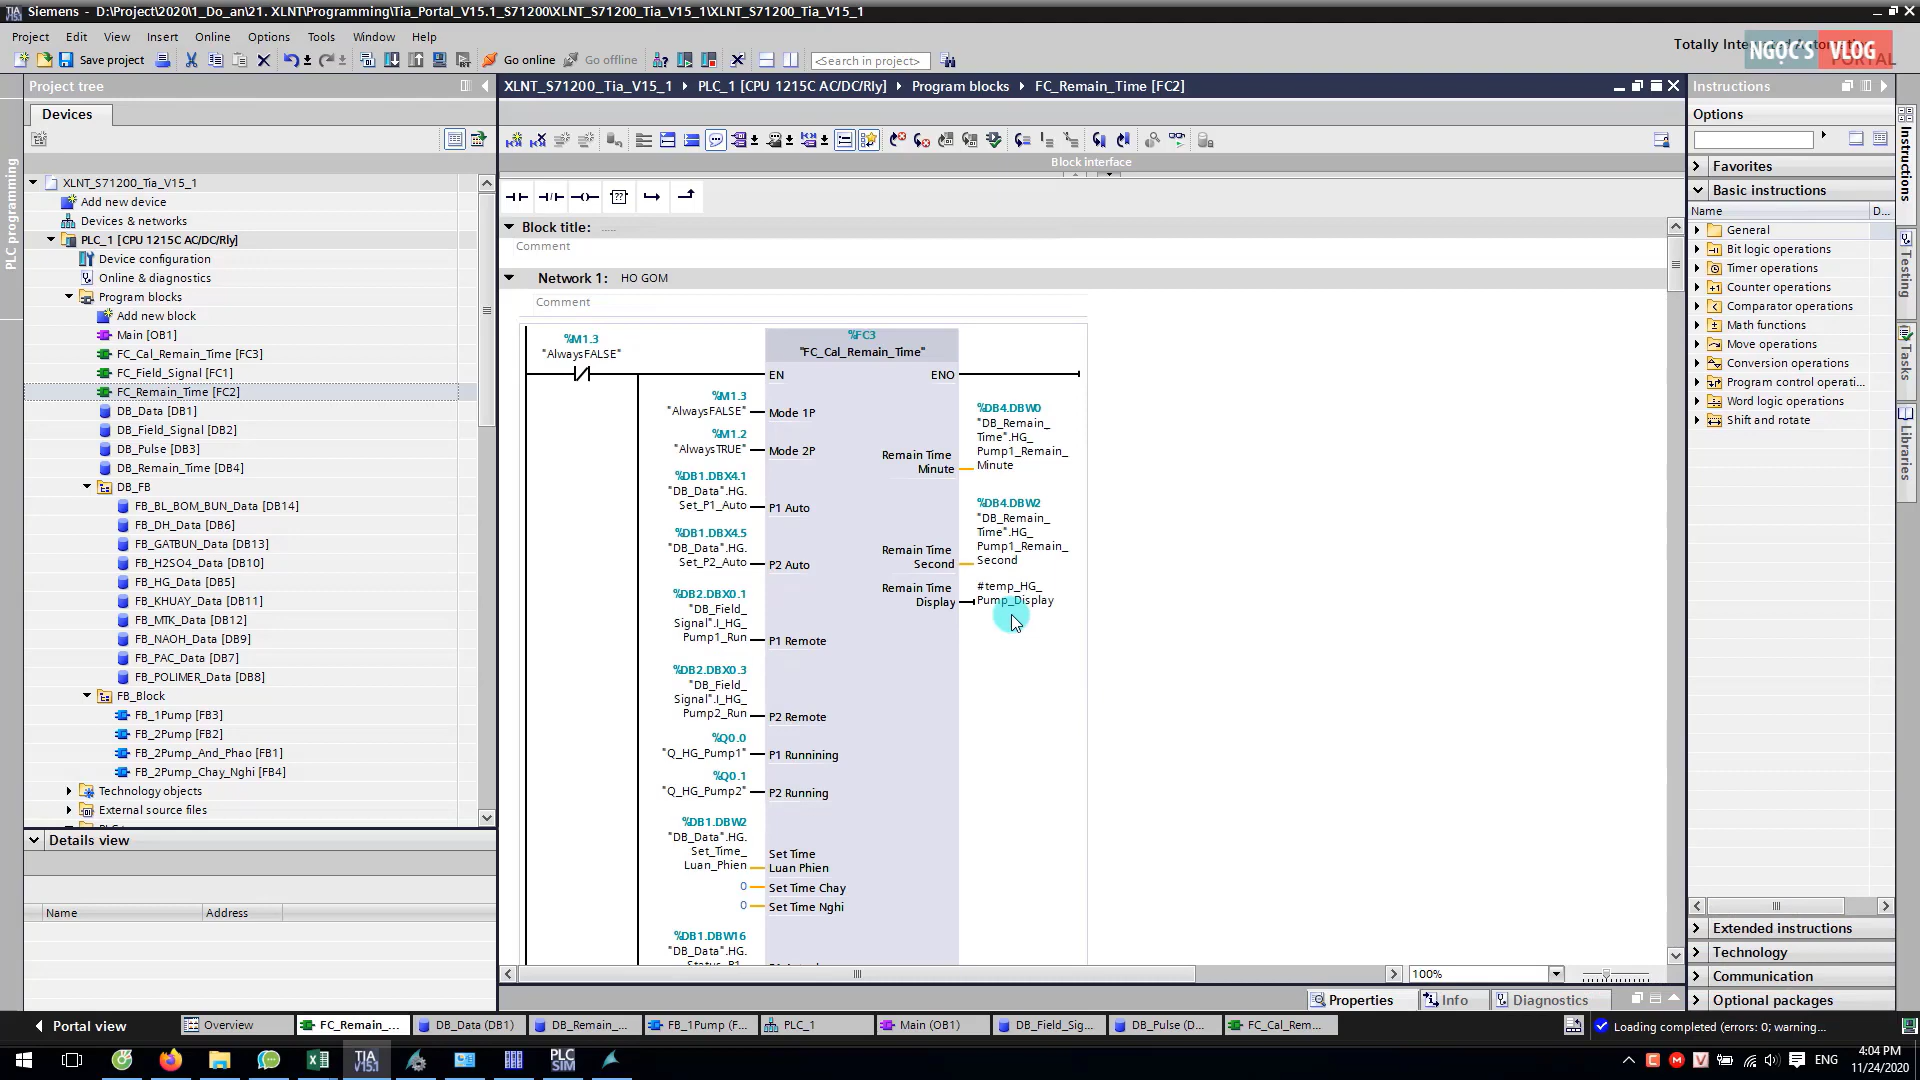 Siemens - D:\Project\2020\1_Do_an\21. XLNT\Programming\Tia_Portal_V15.1_S71200\XLNT_S71200_Tia_V15_1\XLNT_S71200_Tia_V15_1
Project Edit View Insert Online Options Tools Window Help
Totally Inte
PORTAL
NGỌC'S VLOG
Save project
Go online
Go offline
<Search in project>
Project tree
XLNT_S71200_Tia_V15_1 PLC_1 [CPU 1215C AC/DC/Rly] Program blocks FC_Remain_Time [FC2]
Instructions
Devices
Options
PLC programming
XLNT_S71200_Tia_V15_1
Add new device
Devices & networks
PLC_1 [CPU 1215C AC/DC/Rly]
Device configuration
Online & diagnostics
Program blocks
Add new block
Main [OB1]
FC_Cal_Remain_Time [FC3]
FC_Field_Signal [FC1]
FC_Remain_Time [FC2]
DB_Data [DB1]
DB_Field_Signal [DB2]
DB_Pulse [DB3]
DB_Remain_Time [DB4]
DB_FB
FB_BL_BOM_BUN_Data [DB14]
FB_DH_Data [DB6]
FB_GATBUN_Data [DB13]
FB_H2SO4_Data [DB10]
FB_HG_Data [DB5]
FB_KHUAY_Data [DB11]
FB_MTK_Data [DB12]
FB_NAOH_Data [DB9]
FB_PAC_Data [DB7]
FB_POLIMER_Data [DB8]
FB_Block
FB_1Pump [FB3]
FB_2Pump [FB2]
FB_2Pump_And_Phao [FB1]
FB_2Pump_Chay_Nghi [FB4]
Technology objects
External source files
Details view
Name Address
Block interface
Block title: .....
Comment
Network 1: HO GOM
Comment
%M1.3
"AlwaysFALSE"
%FC3
"FC_Cal_Remain_Time"
EN ENO
%M1.3
"AlwaysFALSE" Mode 1P
%M1.2
"AlwaysTRUE" Mode 2P
%DB1.DBX4.1
"DB_Data".HG.
Set_P1_Auto P1 Auto
%DB1.DBX4.5
"DB_Data".HG.
Set_P2_Auto P2 Auto
%DB2.DBX0.1
"DB_Field_
Signal".I_HG_
Pump1_Run P1 Remote
%DB2.DBX0.3
"DB_Field_
Signal".I_HG_
Pump2_Run P2 Remote
%Q0.0
"Q_HG_Pump1" P1 Runnining
%Q0.1
"Q_HG_Pump2" P2 Running
%DB1.DBW2
"DB_Data".HG.
Set_Time_
Luan_Phien
Set Time
Luan Phien
0 Set Time Chay
0 Set Time Nghi
%DB1.DBW16
"DB_Data".HG.
Remain Time
Minute
%DB4.DBW0
"DB_Remain_
Time".HG_
Pump1_Remain_
Minute
Remain Time
Second
%DB4.DBW2
"DB_Remain_
Time".HG_
Pump1_Remain_
Second
Remain Time
Display
#temp_HG_
Pump_Display
100%
Properties Info Diagnostics
Favorites
Basic instructions
Name D...
General
Bit logic operations
Timer operations
Counter operations
Comparator operations
Math functions
Move operations
Conversion operations
Program control operati...
Word logic operations
Shift and rotate
Extended instructions
Technology
Communication
Optional packages
Instructions
Testing
Tasks
Libraries
Portal view
Overview
FC_Remain_...
DB_Data (DB1)
DB_Remain_...
FB_1Pump (F...
PLC_1
Main (OB1)
DB_Field_Sig...
DB_Pulse (D...
FC_Cal_Rem...
Loading completed (errors: 0; warning...
TIA V15.1
PLC SIM
ENG
4:04 PM
11/24/2020